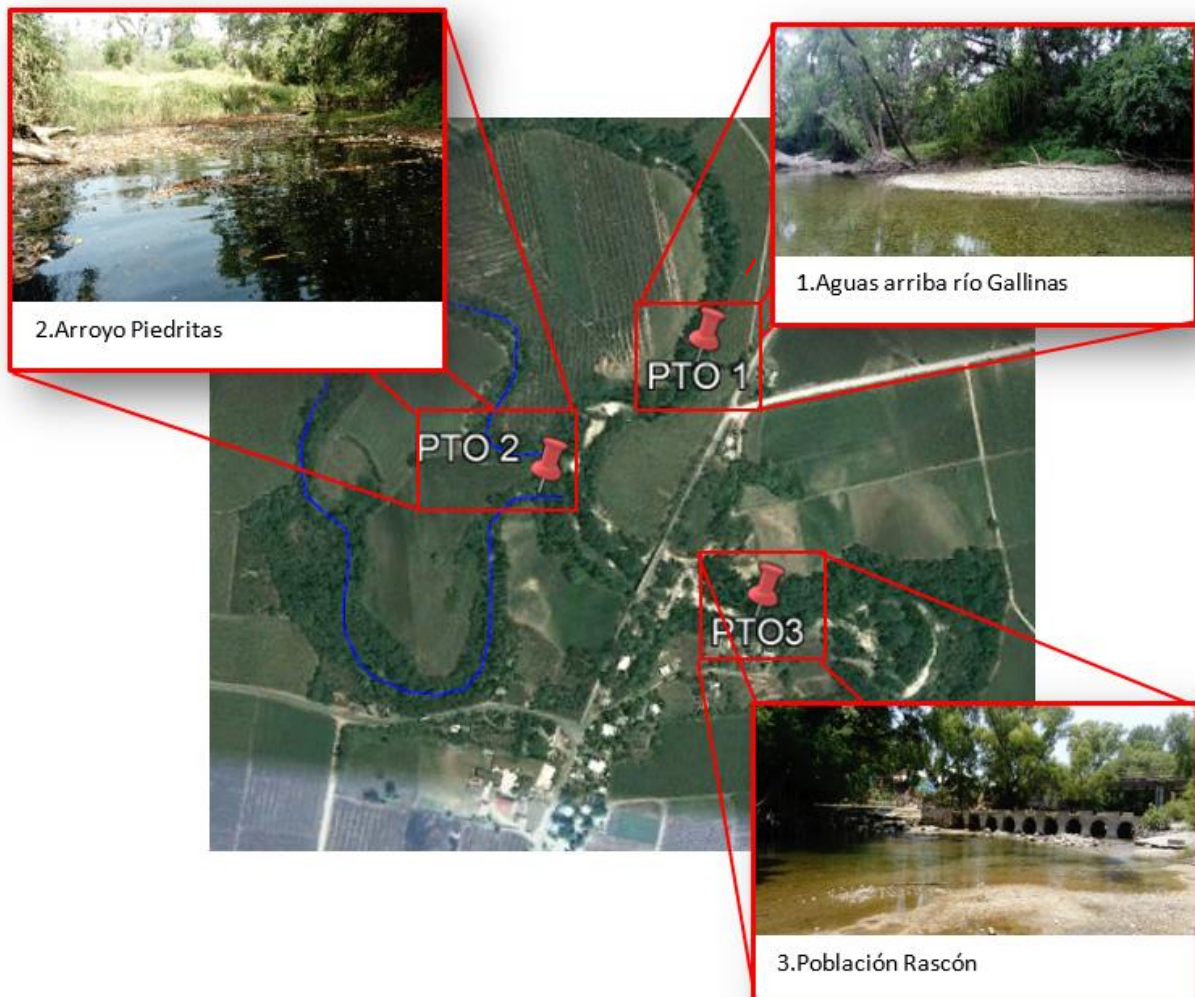 1.Aguas arriba río Gallinas
2.Arroyo Piedritas
PTO 1
PTO 2
PTO3
3.Población Rascón